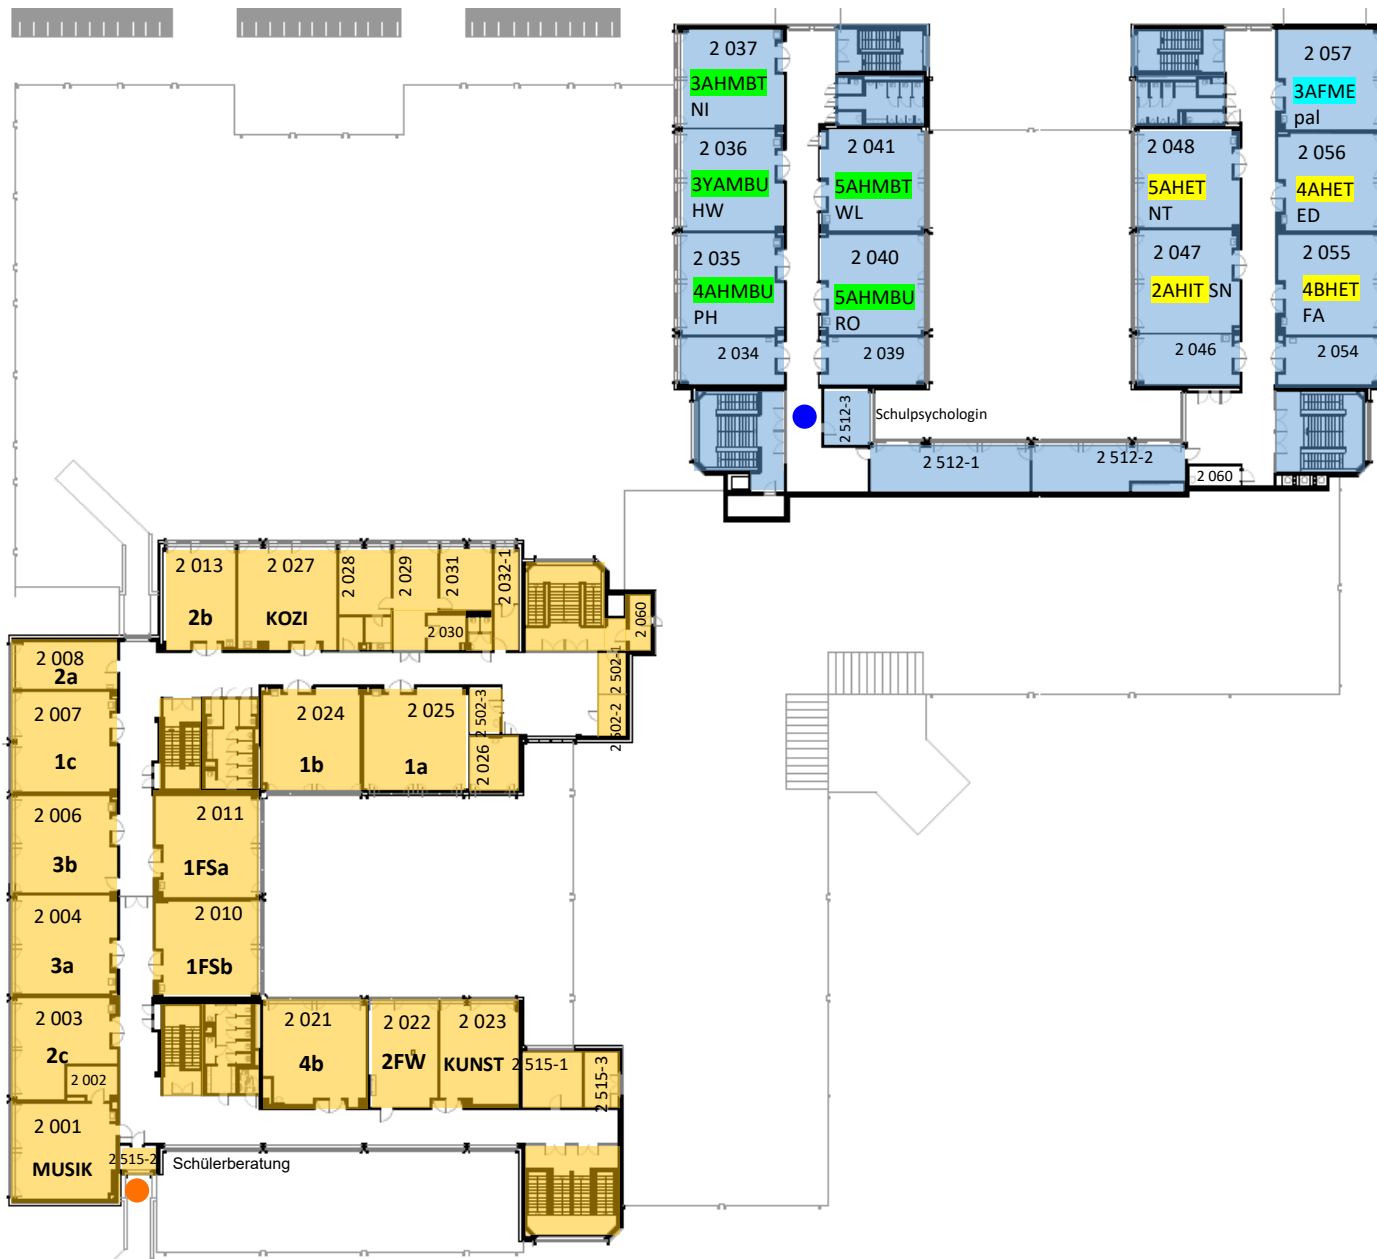 2 037
3AHMBT
NI
2 036
3YAMBU
HW
2 035
4AHMBU
PH
2 034
2 041
5AHMBT
WL
2 040
5AHMBU
RO
2 039
2 512-3
Schulpsychologin
2 512-1
2 512-2
2 048
5AHET
NT
2 047
2AHIT SN
2 046
2 057
3AFME
pal
2 056
4AHET
ED
2 055
4BHET
FA
2 054
2 060
2 013
2b
2 027
KOZI
2 028
2 029
2 031
2 032-1
2 030
2 060
2 502-1
2 502-2
2 008
2a
2 007
1c
2 024
1b
2 025
1a
2 502-3
2 026
2 006
3b
2 011
1FSa
2 004
3a
2 010
1FSb
2 003
2c
2 002
2 021
4b
2 022
2FW
2 023
KUNST
2 515-1
2 515-3
2 001
MUSIK
2 515-2
Schülerberatung